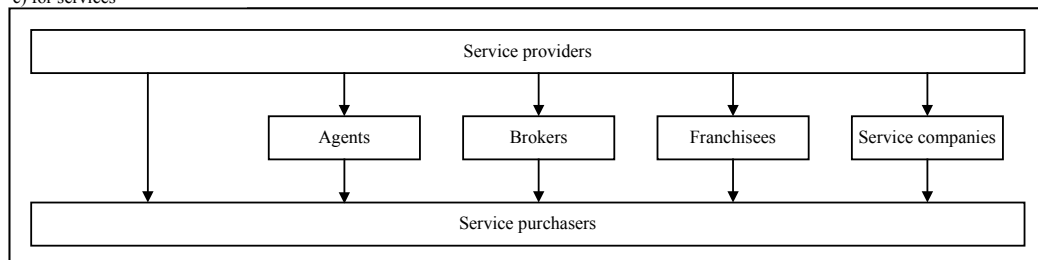 c) for services
Service providers
Agents
Brokers
Franchisees
Service companies
Service purchasers